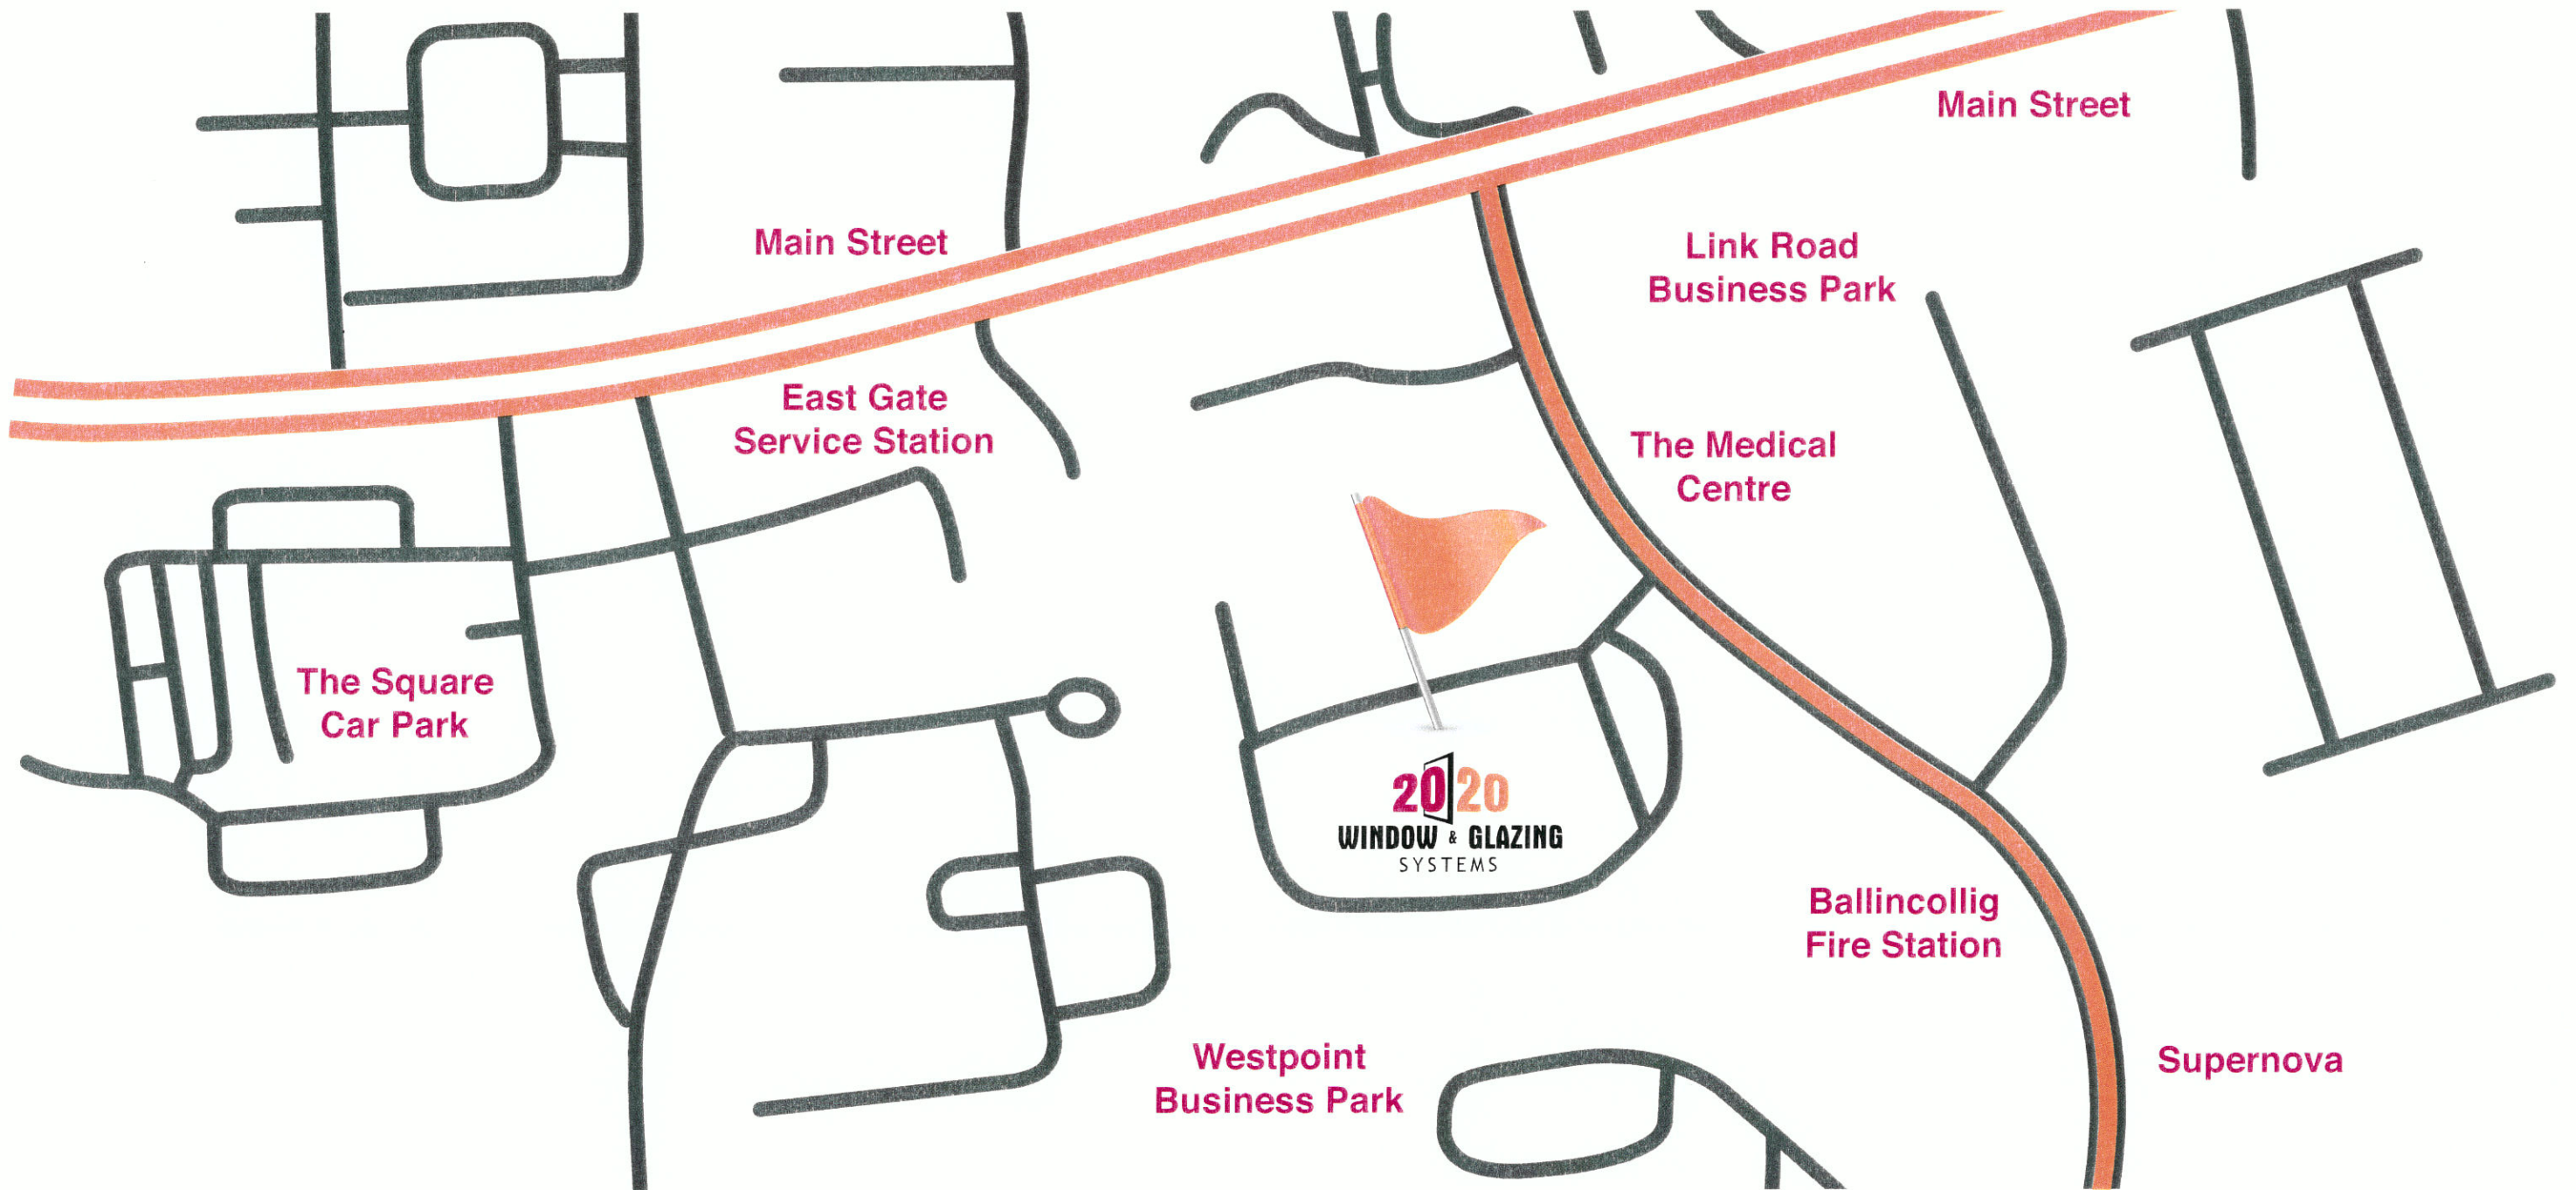 Main Street
Main Street
Link Road
Business Park
East Gate
Service Station
The Medical
Centre
The Square
Car Park
2020
WINDOW & GLAZING
SYSTEMS
Ballincollig
Fire Station
Westpoint
Business Park
Supernova